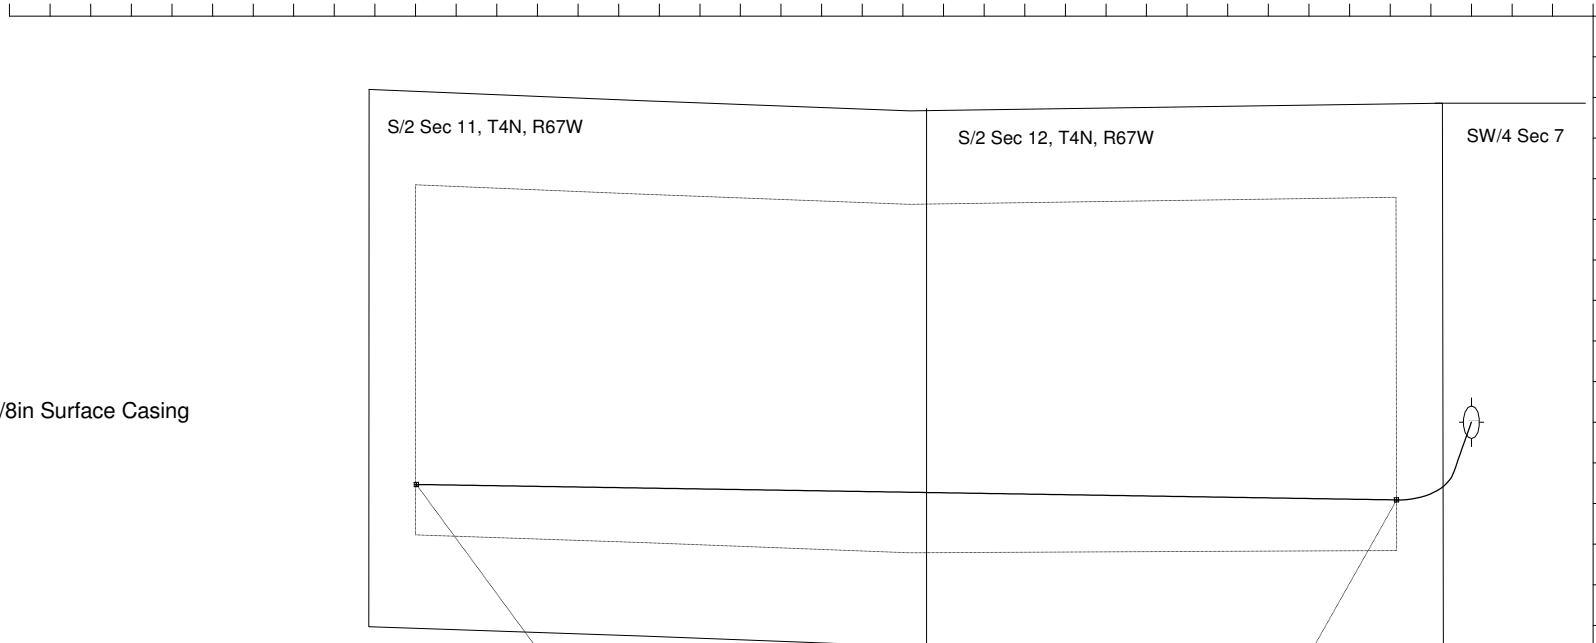 S/2 Sec 11, T4N, R67W
S/2 Sec 12, T4N, R67W
SW/4 Sec 7
/8in Surface Casing